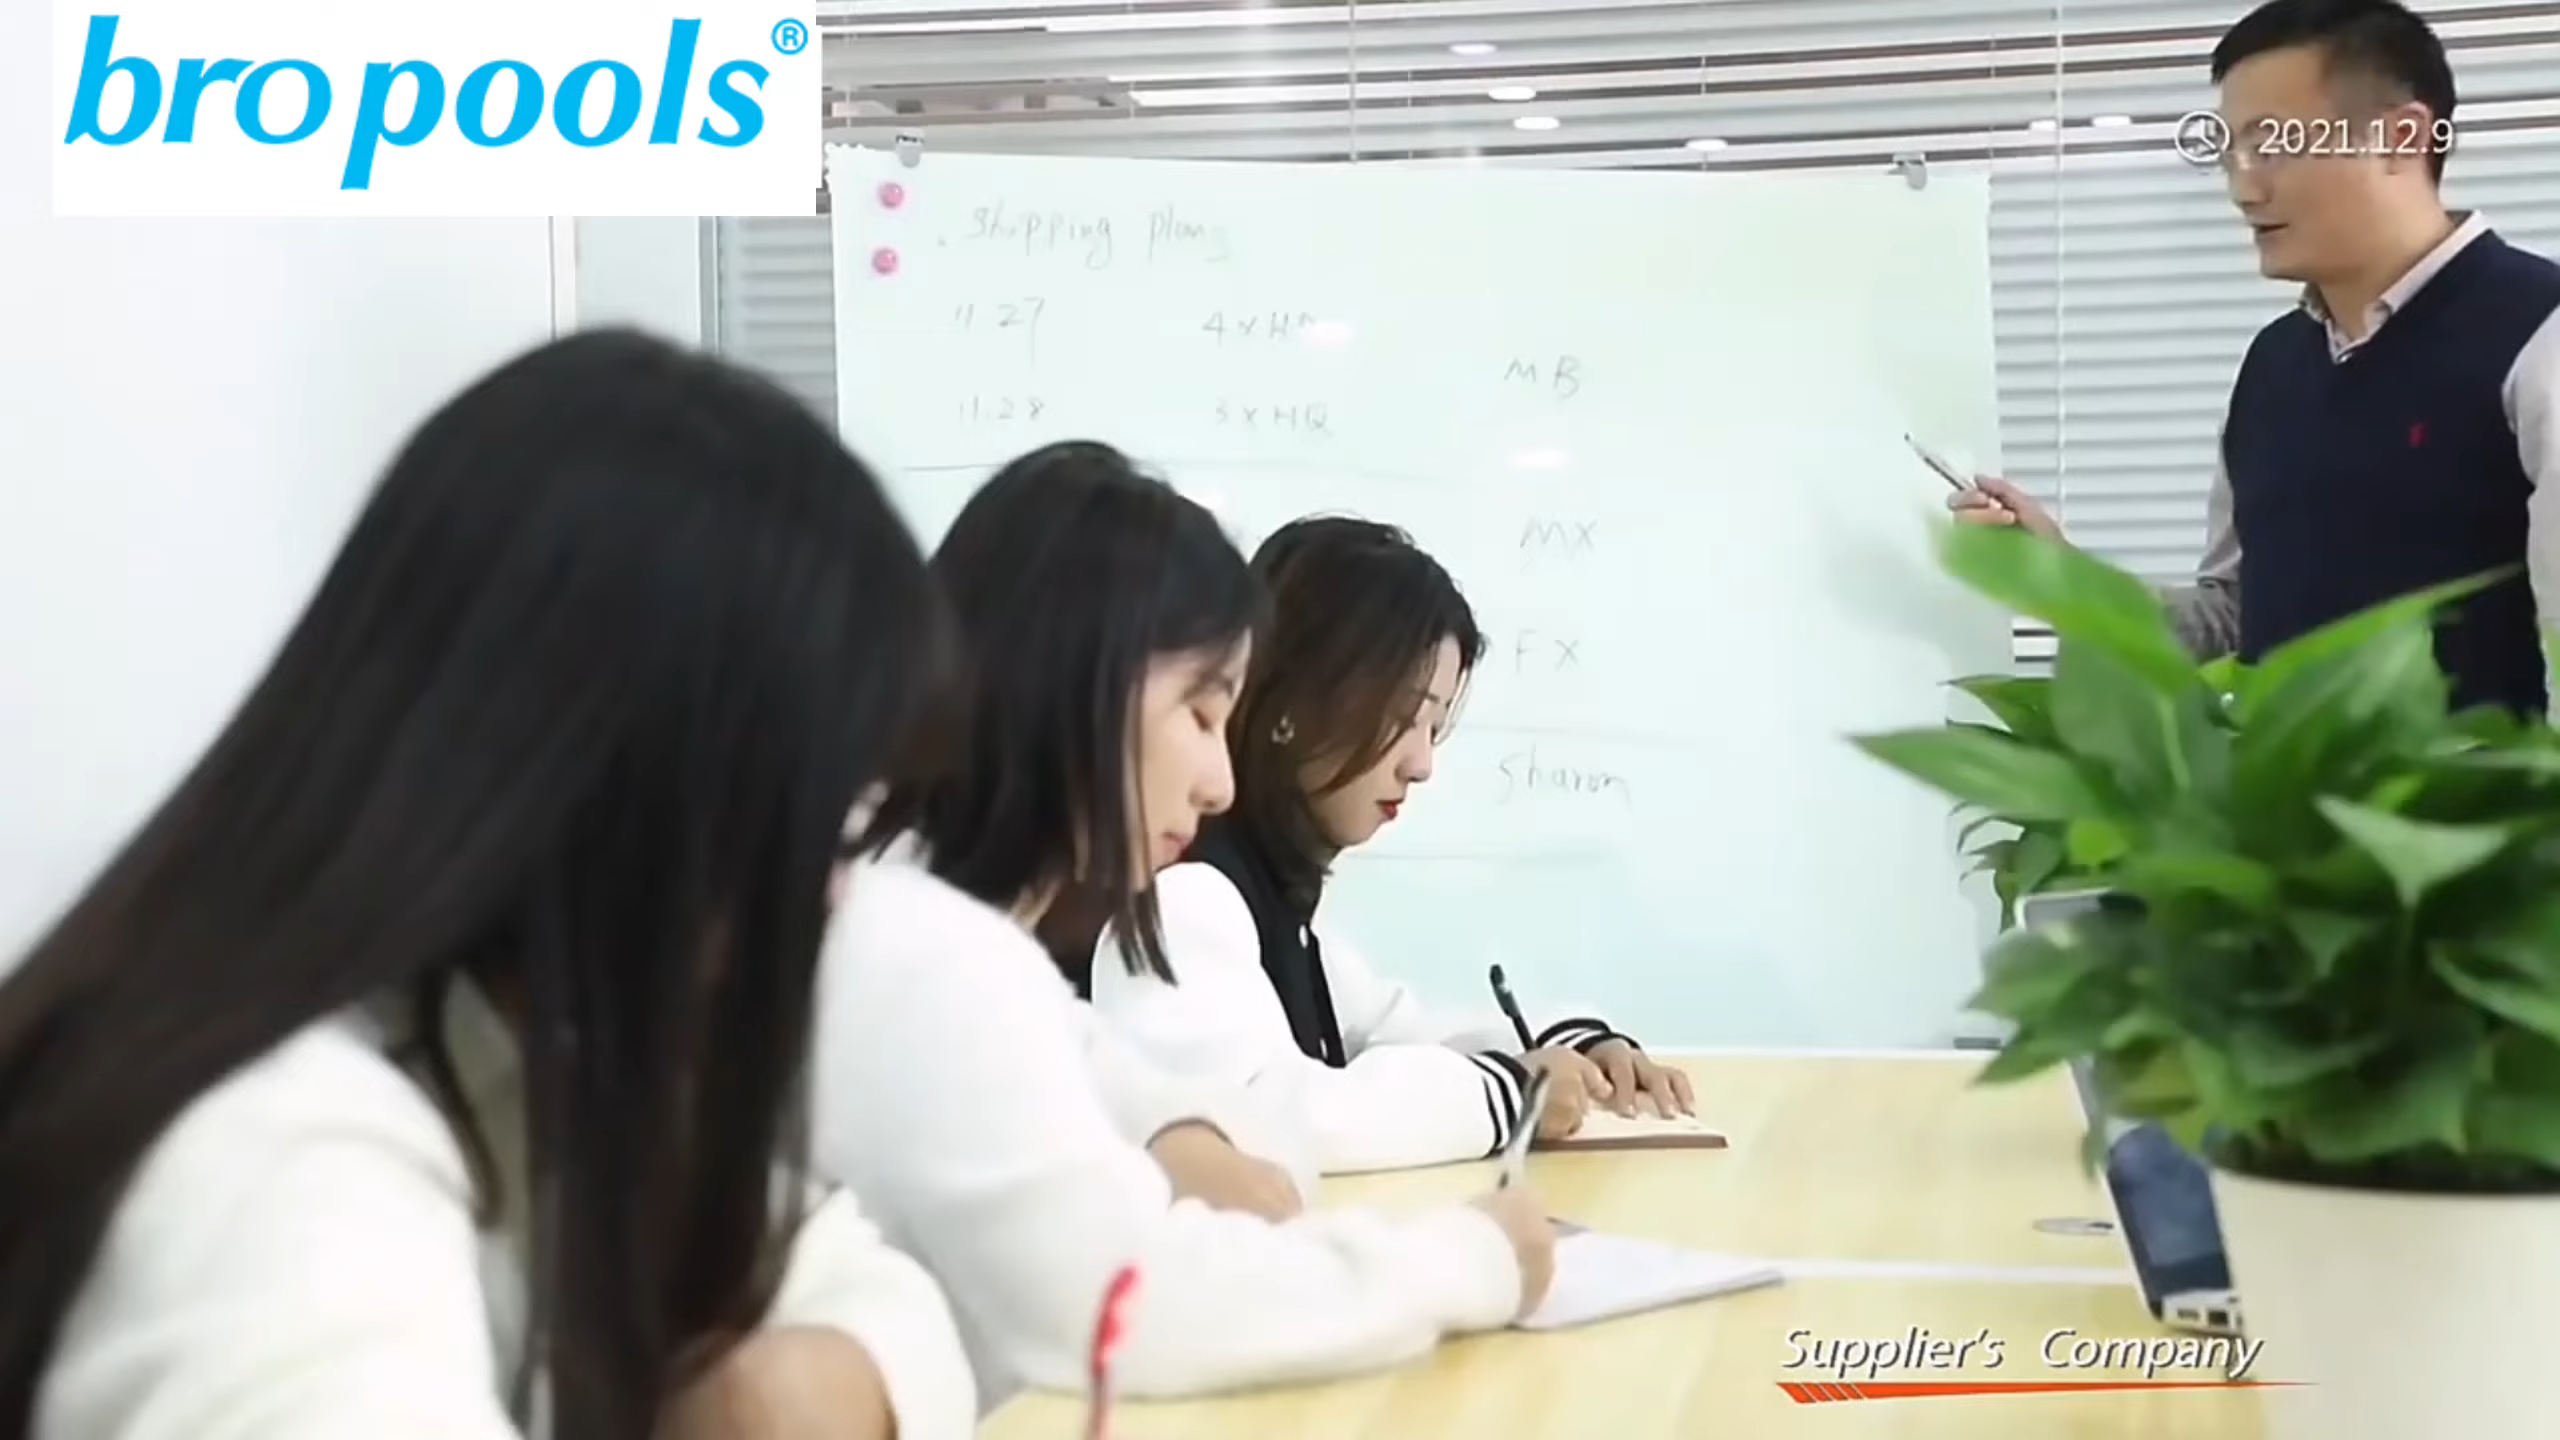 bropools®
2021.12.9
Shipping plans
11.27
4 x HQ
MB
11.28
3 x HQ
MX
FX
Sharon
Supplier's Company